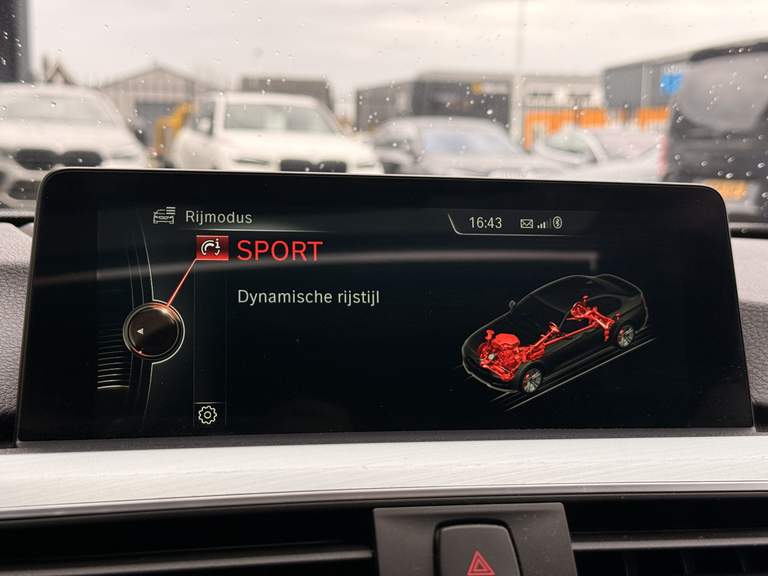 Rijmodus
16:43
SPORT
Dynamische rijstijl